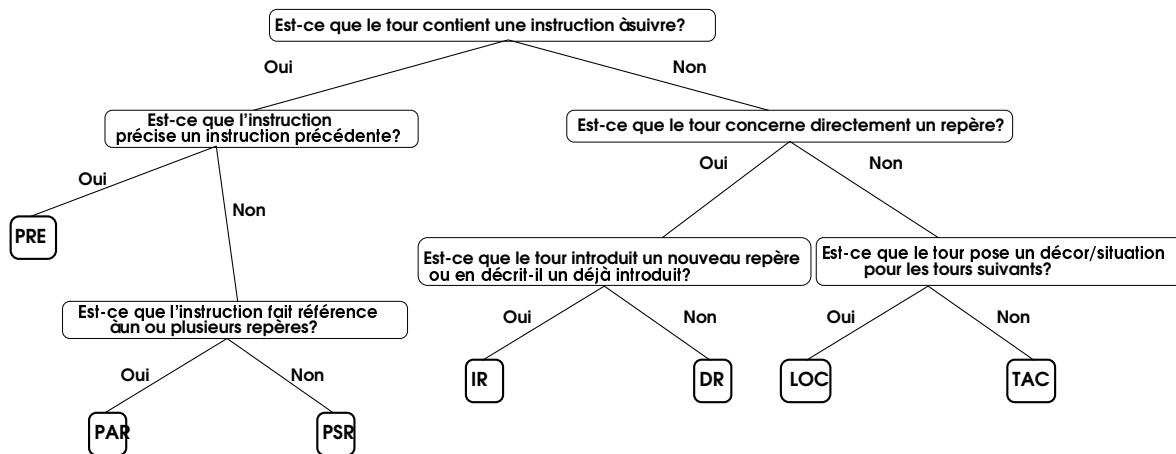 Est-ce que le tour contient une instruction àsuivre?
Oui
Non
Est-ce que l'instruction
précise un instruction précédente?
Est-ce que le tour concerne directement un repère?
Oui
Non
Oui
Non
PRE
Est-ce que le tour introduit un nouveau repère
ou en décrit-il un déjà introduit?
Est-ce que le tour pose un décor/situation
pour les tours suivants?
Est-ce que l'instruction fait référence
àun ou plusieurs repères?
Oui
Non
Oui
Non
Oui
Non
IR
DR
LOC
TAC
PAR
PSR